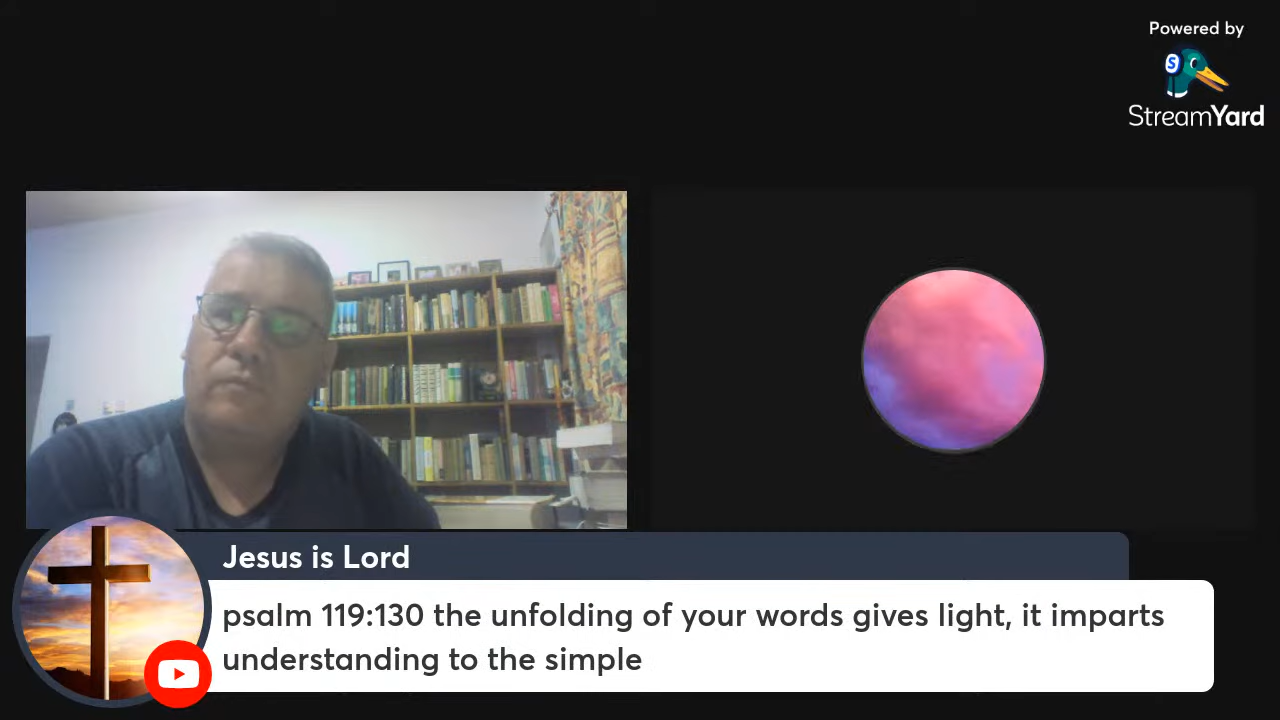 Powered by
S
StreamYard
Jesus is Lord
psalm 119:130 the unfolding of your words gives light, it imparts
understanding to the simple